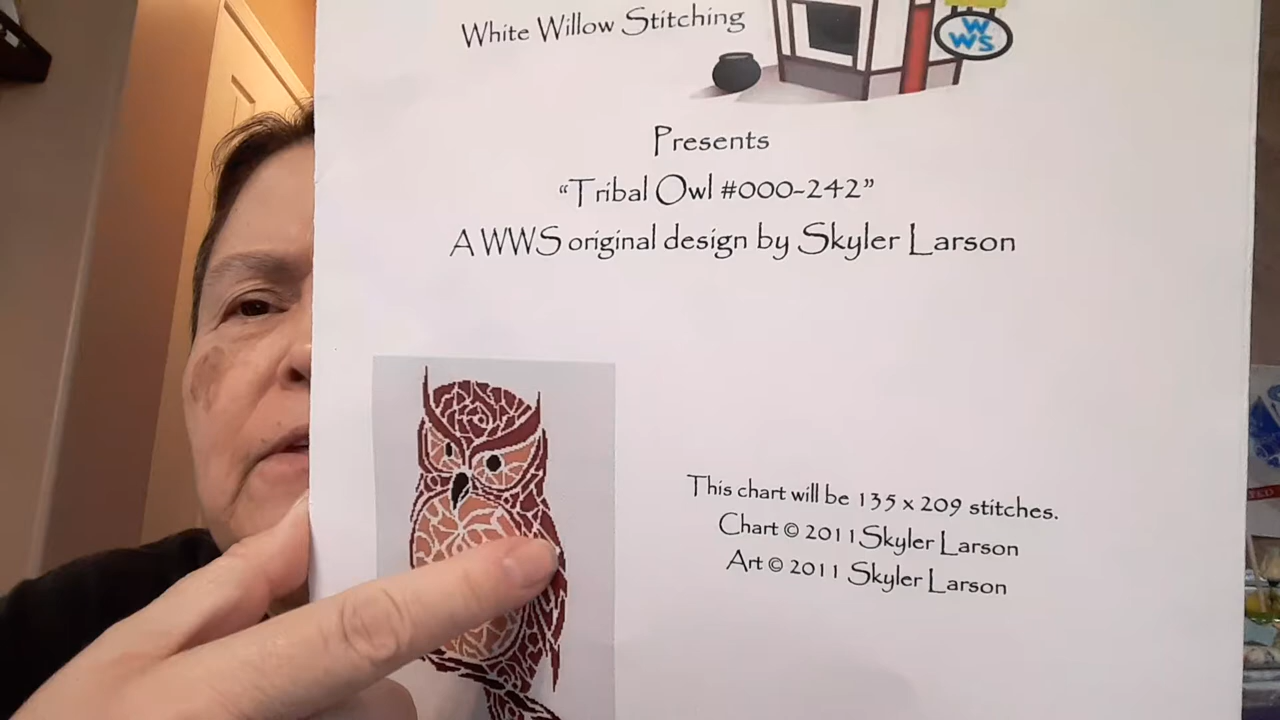 White Willow Stitching
W
WWS
Presents
“Tribal Owl #000-242”
A WWS original design by Skyler Larson
This chart will be 135 x 209 stitches.
Chart © 2011 Skyler Larson
Art © 2011 Skyler Larson